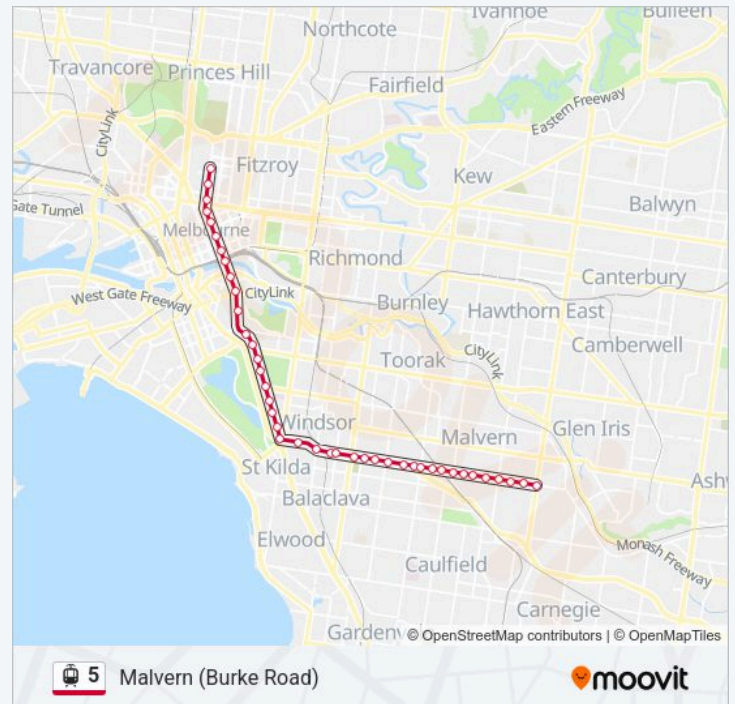 Ivanhoe
Bulleen
Northcote
Travancore
Princes Hill
Fairfield
CityLink
Eastern Freeway
Fitzroy
Kew
Gate Tunnel
Balwyn
Melbourne
Richmond
Canterbury
CityLink
West Gate Freeway
Burnley
Hawthorn East
Camberwell
Toorak
CityLink
Windsor
Glen Iris
Malvern
St Kilda
Ashw
Balaclava
Elwood
Monash Freeway
Caulfield
Carnegie
Gardenv
© OpenStreetMap contributors | © OpenMapTiles
5 Malvern (Burke Road)
moovit